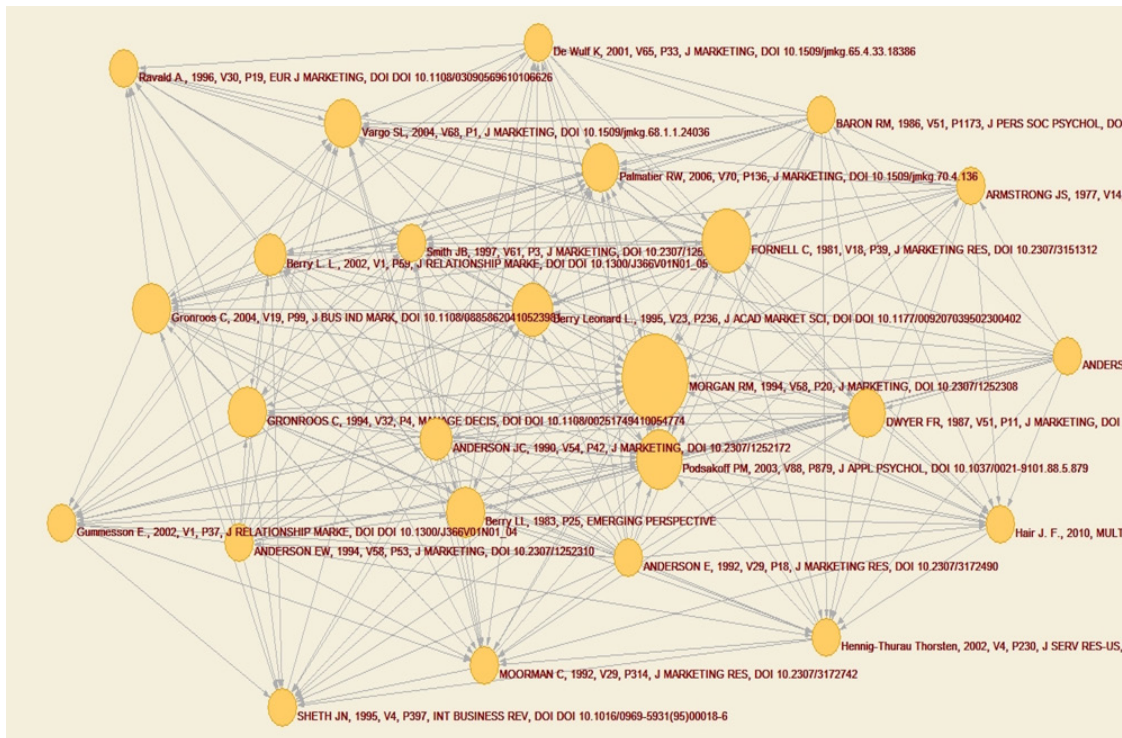 De Wulf K, 2001, V65, P33, J MARKETING, DOI 10.1509/jmkg.65.4.33.18386
Ravald A., 1996, V30, P19, EUR J MARKETING, DOI DOI 10.1108/03090569610106626
BARON RM, 1986, V51, P1173, J PERS SOC PSYCHOL, DO
Vargo SL, 2004, V68, P1, J MARKETING, DOI 10.1509/jmkg.68.1.1.24036
Palmatier RW, 2006, V70, P136, J MARKETING, DOI 10.1509/jmkg.70.4.136
ARMSTRONG JS, 1977, V14
Smith JB, 1997, V61, P3, J MARKETING, DOI 10.2307/125
FORNELL C, 1981, V18, P39, J MARKETING RES, DOI 10.2307/3151312
Berry L. L., 2002, V1, P59, J RELATIONSHIP MARKE, DOI DOI 10.1300/J366V01N01_05
Gronroos C, 2004, V19, P99, J BUS IND MARK, DOI 10.1108/08858620410523981
Berry Leonard L., 1995, V23, P236, J ACAD MARKET SCI, DOI DOI 10.1177/009207039502300402
ANDERS
MORGAN RM, 1994, V58, P20, J MARKETING, DOI 10.2307/1252308
GRONROOS C, 1994, V32, P4, MANAGE DECIS, DOI DOI 10.1108/00251749410054774
DWYER FR, 1987, V51, P11, J MARKETING, DOI
ANDERSON JC, 1990, V54, P42, J MARKETING, DOI 10.2307/1252172
Podsakoff PM, 2003, V88, P879, J APPL PSYCHOL, DOI 10.1037/0021-9101.88.5.879
Berry LL, 1983, P25, EMERGING PERSPECTIVE
Gummesson E., 2002, V1, P37, J RELATIONSHIP MARKE, DOI DOI 10.1300/J366V01N01_04
Hair J. F., 2010, MULT
ANDERSON EW, 1994, V58, P53, J MARKETING, DOI 10.2307/1252310
ANDERSON E, 1992, V29, P18, J MARKETING RES, DOI 10.2307/3172490
Hennig-Thurau Thorsten, 2002, V4, P230, J SERV RES-US,
MOORMAN C, 1992, V29, P314, J MARKETING RES, DOI 10.2307/3172742
SHETH JN, 1995, V4, P397, INT BUSINESS REV, DOI DOI 10.1016/0969-5931(95)00018-6